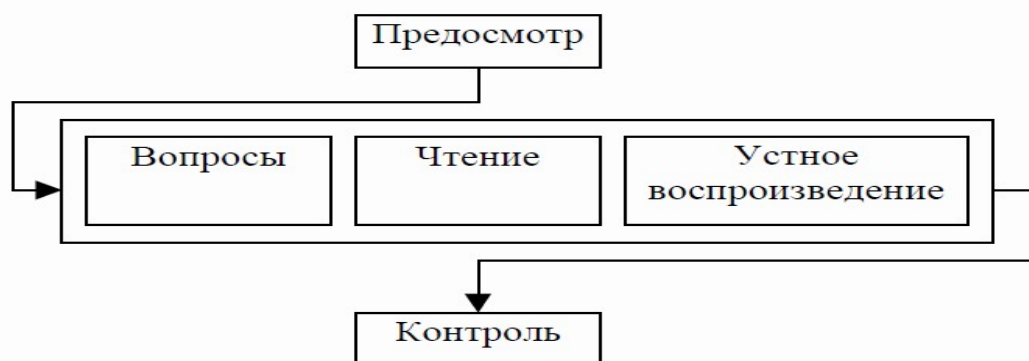 Предосмотр
Вопросы
Чтение
Устное
воспроизведение
Контроль